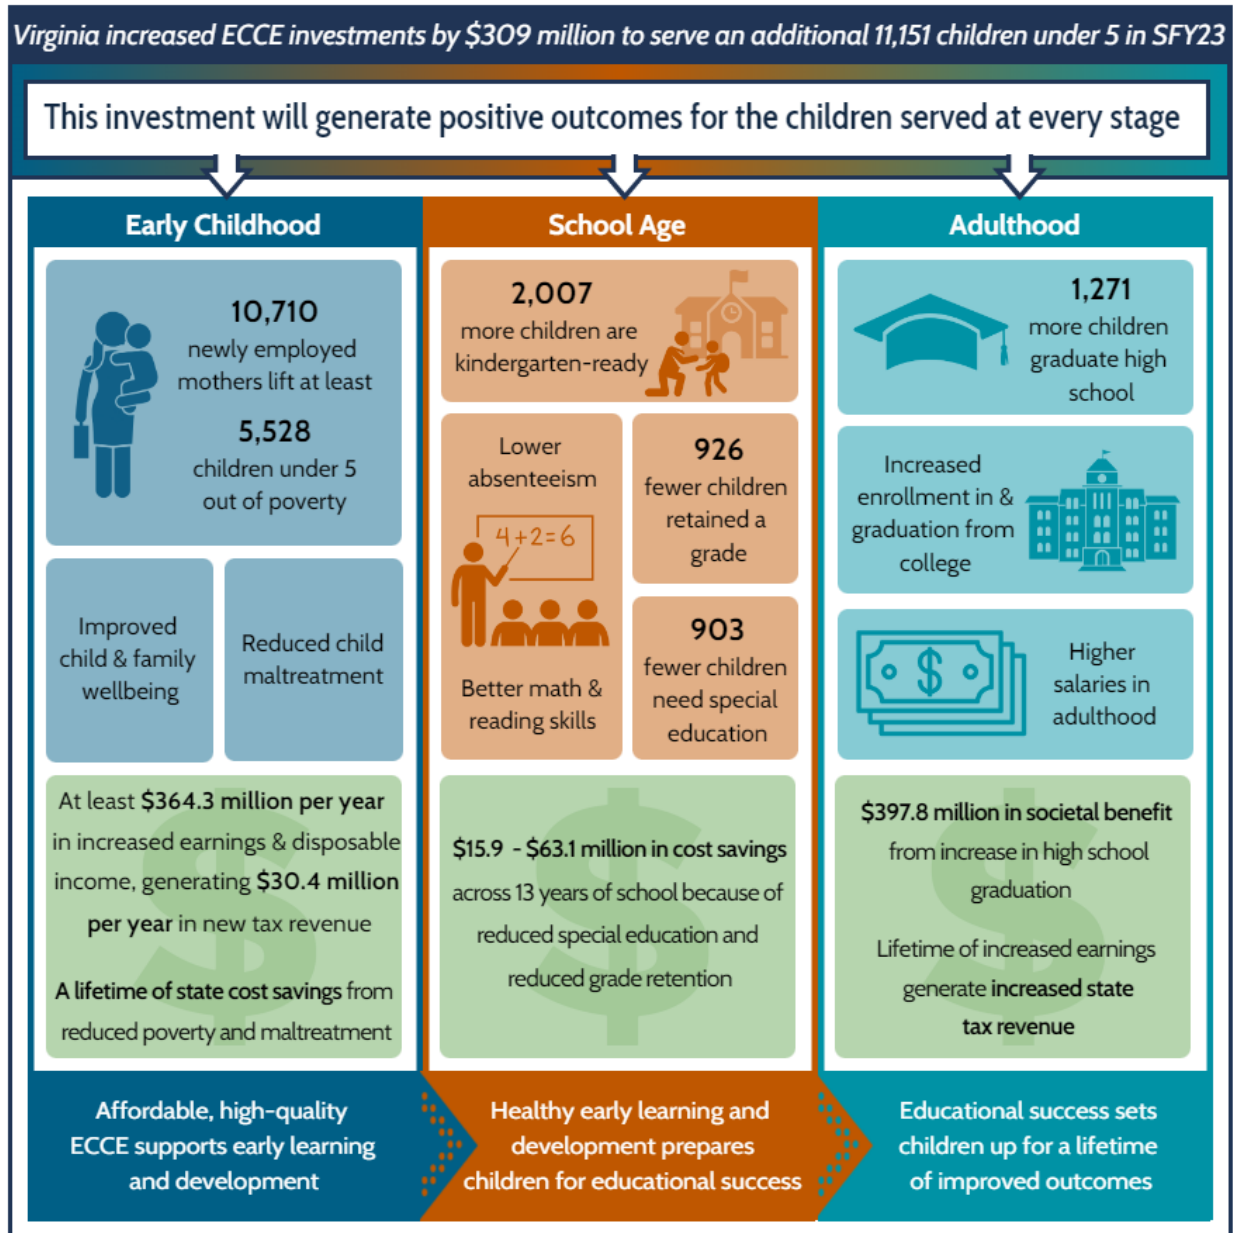 Virginia increased ECCE investments by $309 million to serve an additional 11,151 children under 5 in SFY23
This investment will generate positive outcomes for the children served at every stage
Early Childhood
10,710
newly employed
mothers lift at least
5,528
children under 5
out of poverty
Improved
child & family
wellbeing
Reduced child
maltreatment
At least $364.3 million per year
in increased earnings & disposable
income, generating $30.4 million
per year in new tax revenue
A lifetime of state cost savings from
reduced poverty and maltreatment
Affordable, high-quality
ECCE supports early learning
and development
School Age
2,007
more children are
kindergarten-ready
Lower
absenteeism
4+2=6
Better math &
reading skills
926
fewer children
retained a
grade
903
fewer children
need special
education
$15.9 - $63.1 million in cost savings
across 13 years of school because of
reduced special education and
reduced grade retention
Healthy early learning and
development prepares
children for educational success
Adulthood
1,271
more children
graduate high
school
Increased
enrollment in &
graduation from
college
$
Higher
salaries in
adulthood
$397.8 million in societal benefit
from increase in high school
graduation
Lifetime of increased earnings
generate increased state
tax revenue
Educational success sets
children up for a lifetime
of improved outcomes